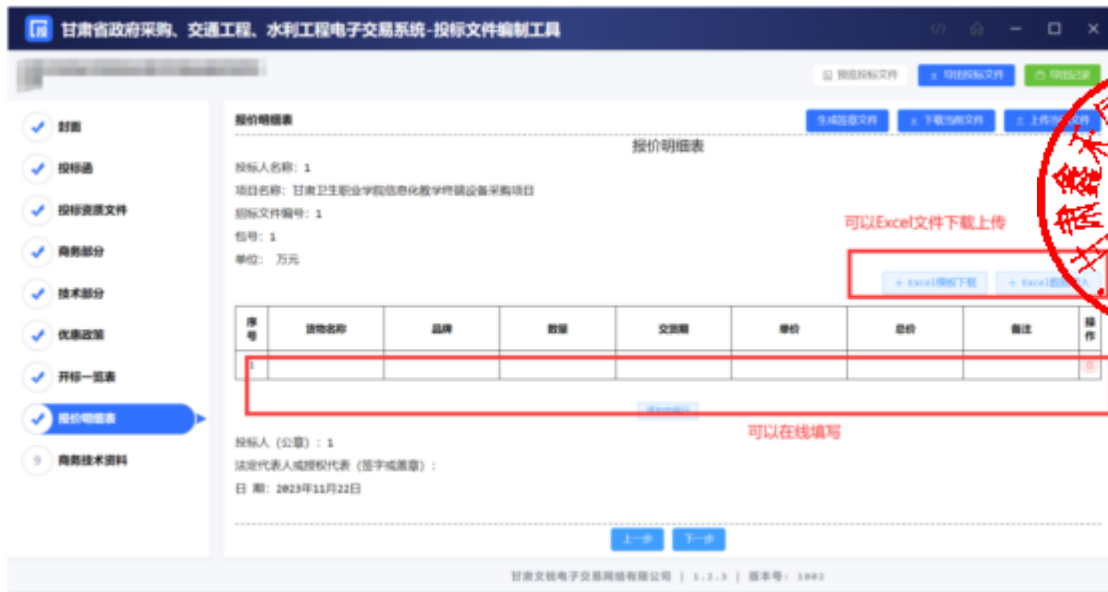 甘肃省政府采购、交通工程、水利工程电子交易系统-投标文件编制工具
预览投标文件 导出投标文件 导出记录
封面
投标函
投标资质文件
商务部分
技术部分
优惠政策
开标一览表
报价明细表
9 商务技术资料
报价明细表 生成签章文件 下载当前文件
报价明细表
投标人名称: 1
项目名称: 甘肃卫生职业学院信息化教学终端设备采购项目
招标文件编号: 1
包号: 1
单位: 万元
可以Excel文件下载上传
+ Excel模板下载 + Excel
序号 货物名称 品牌 数量 交货期 单价 总价 备注 操作
1
可以在线填写
投标人 (公章) : 1
法定代表人或授权代表 (签字或盖章) :
日 期: 2023年11月22日
上一步 下一步
甘肃文锐电子交易网络有限公司 | 1.2.3 | 版本号: 1002
甘肃鑫禾